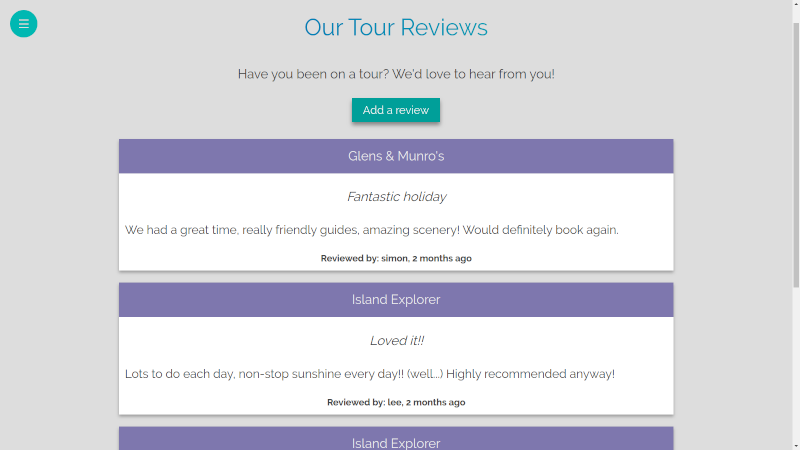 Our Tour Reviews
Have you been on a tour? We'd love to hear from you!
Add a review
Glens & Munro's
Fantastic holiday
We had a great time, really friendly guides, amazing scenery! Would definitely book again.
Reviewed by: simon, 2 months ago
Island Explorer
Loved it!!
Lots to do each day, non-stop sunshine every day!! (well...) Highly recommended anyway!
Reviewed by: lee, 2 months ago
Island Explorer